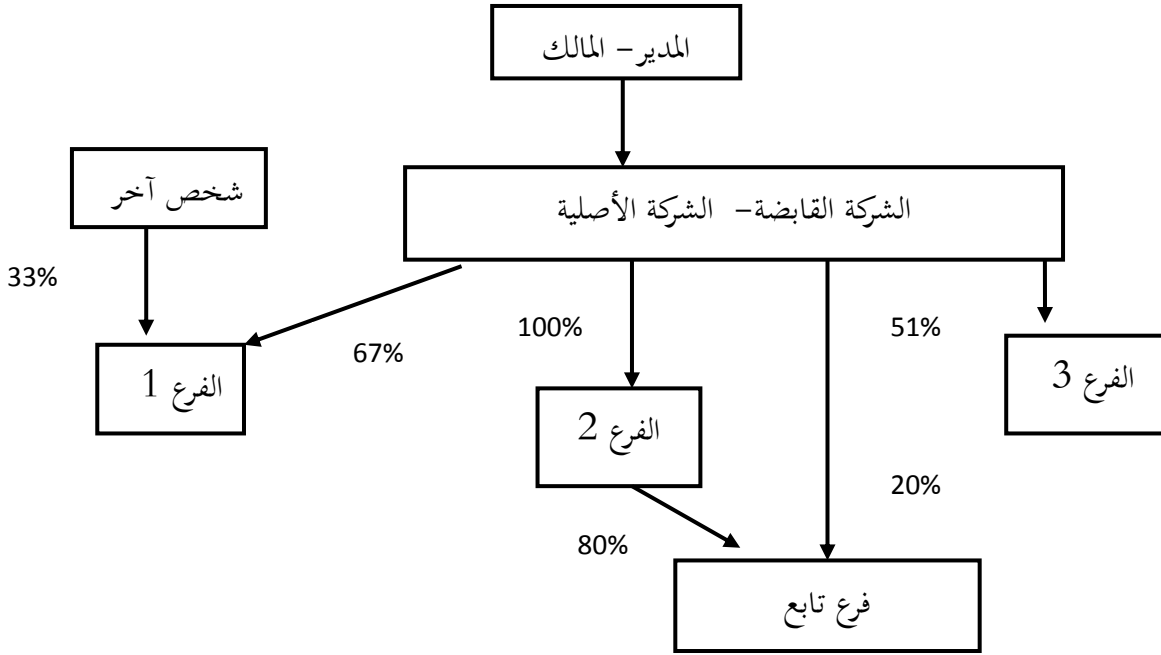 المدير – المالك
شخص آخر
الشركة القابضة – الشركة الأصلية
33%
67%
100%
51%
الفرع 1
الفرع 2
الفرع 3
80%
20%
فرع تابع